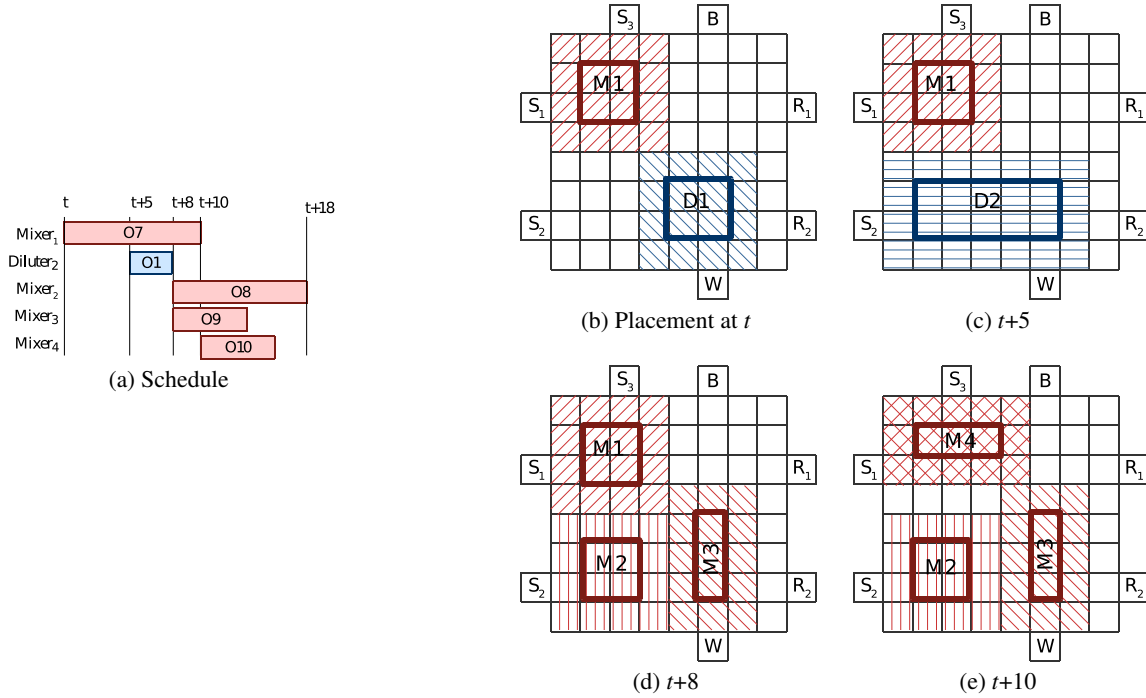 S₃ B S₃ B
M1 M1
S₁ R₁ S₁ R₁
t t+5 t+8 t+10 t+18
D1 D2
S₂ R₂ S₂ R₂
Mixer₁ O7
Diluter₂ O1
Mixer₂ O8
Mixer₃ O9
Mixer₄ O10
W W
(a) Schedule
(b) Placement at t (c) t+5
S₃ B S₃ B
M1 M4
S₁ R₁ S₁ R₁
M2 M3 M2 M3
S₂ R₂ S₂ R₂
W W
(d) t+8 (e) t+10